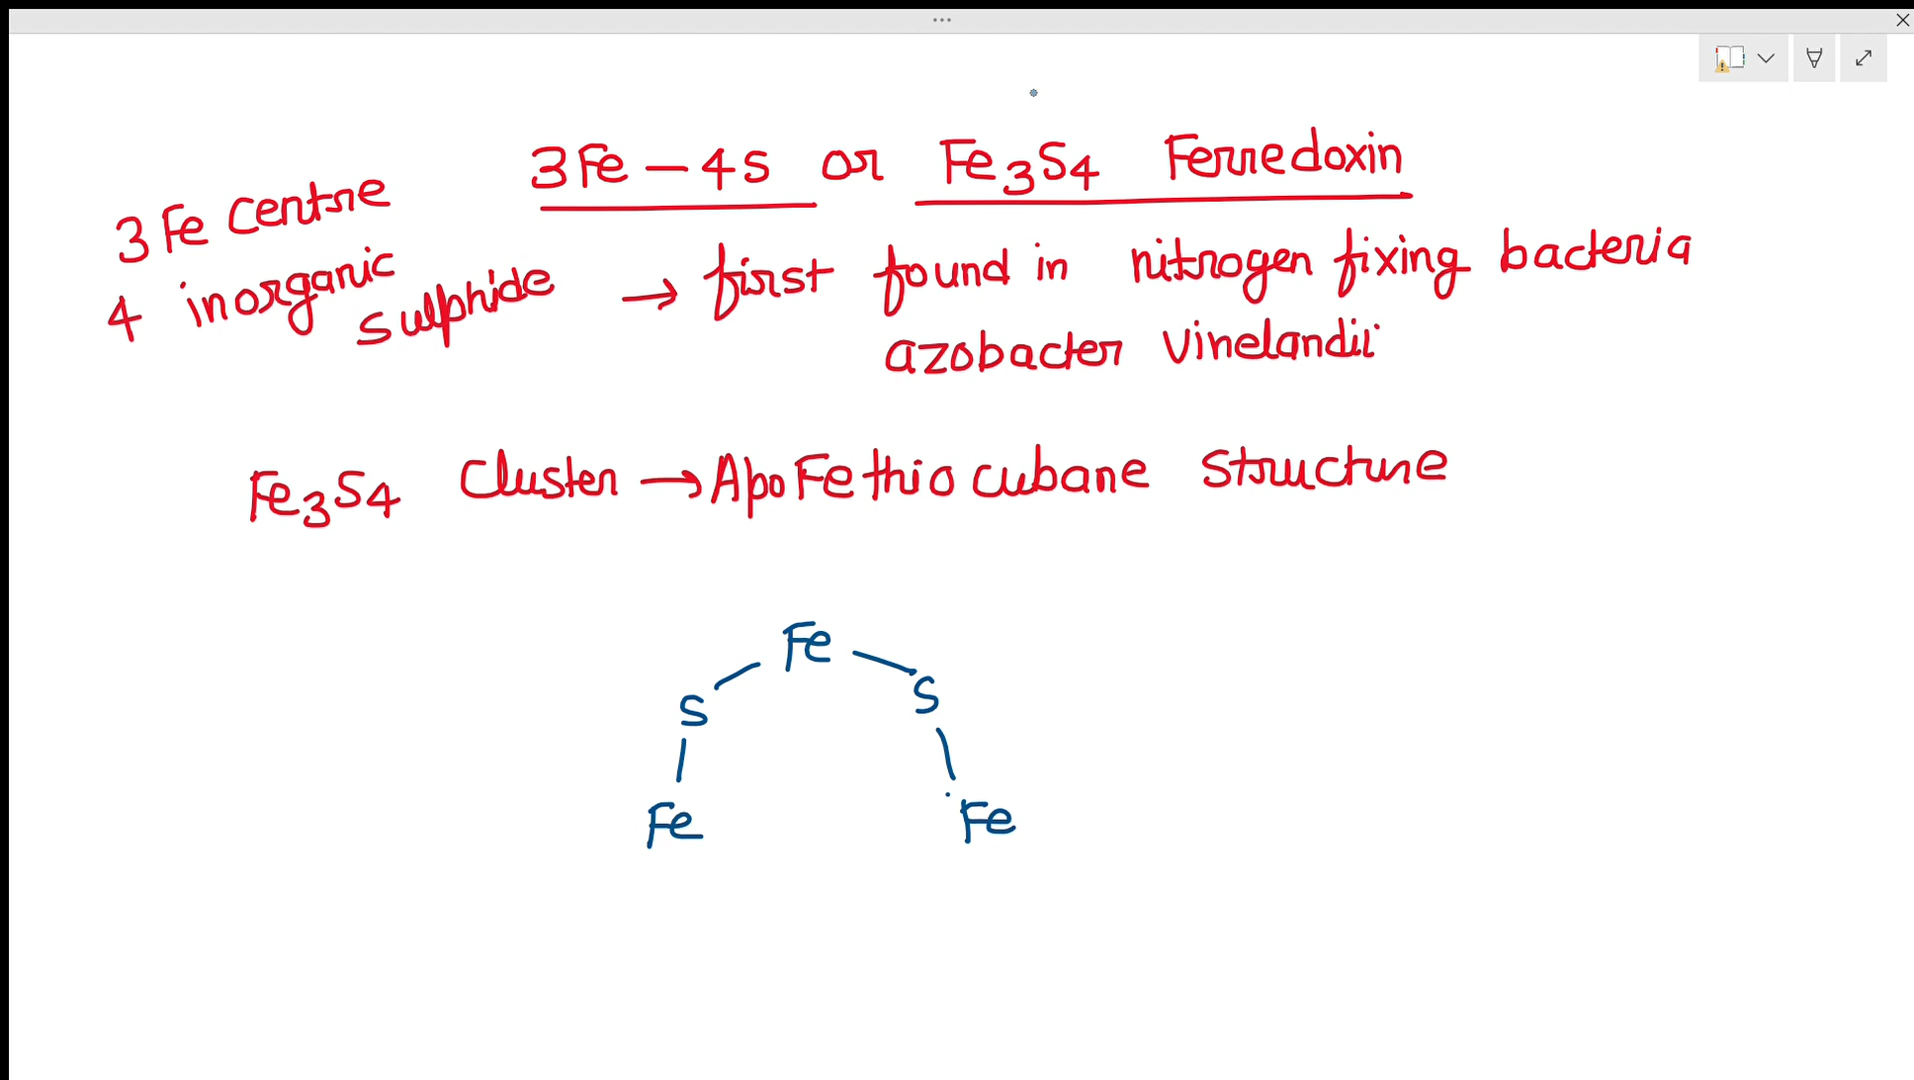 3Fe – 4S or Fe3S4 Ferredoxin
3 Fe centre
4 inorganic sulphide → first found in nitrogen fixing bacteria
azobacter vinelandii
Fe3S4 Cluster → Apo Fe thio cubane structure
Fe
S S
Fe Fe